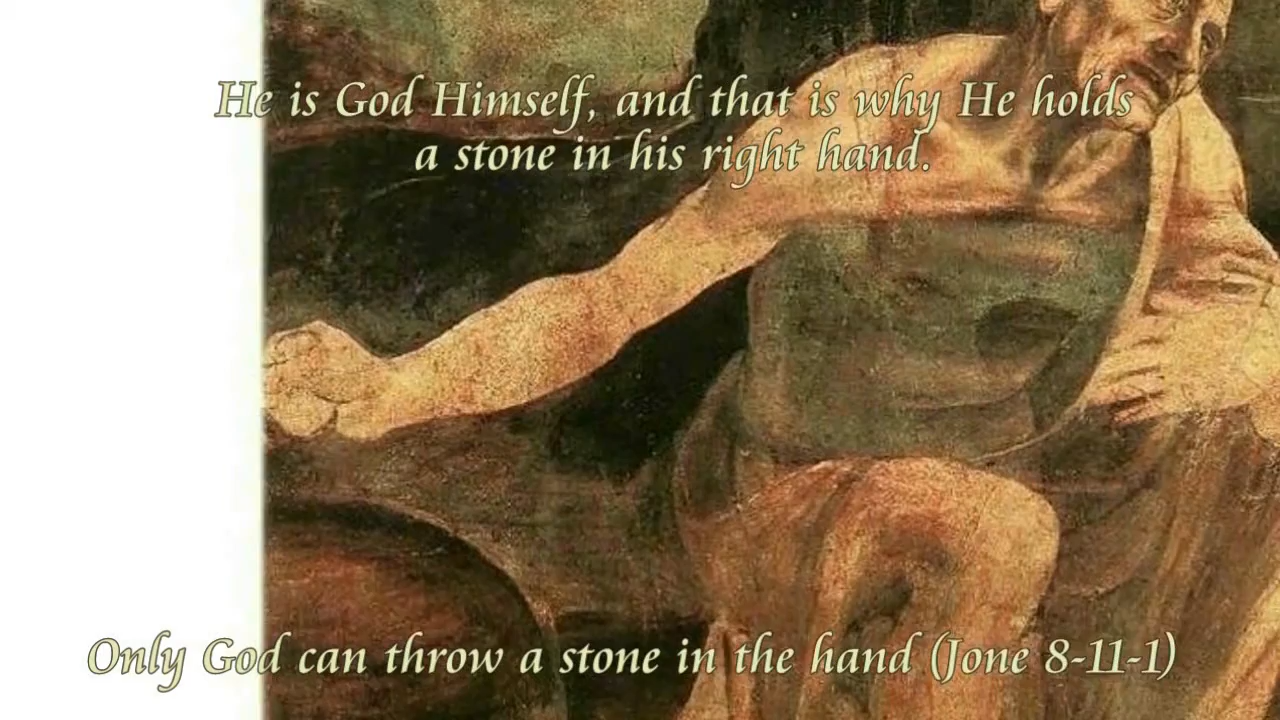 He is God Himself, and that is why He holds
a stone in his right hand.
Only God can throw a stone in the hand (Jone 8-11-1)